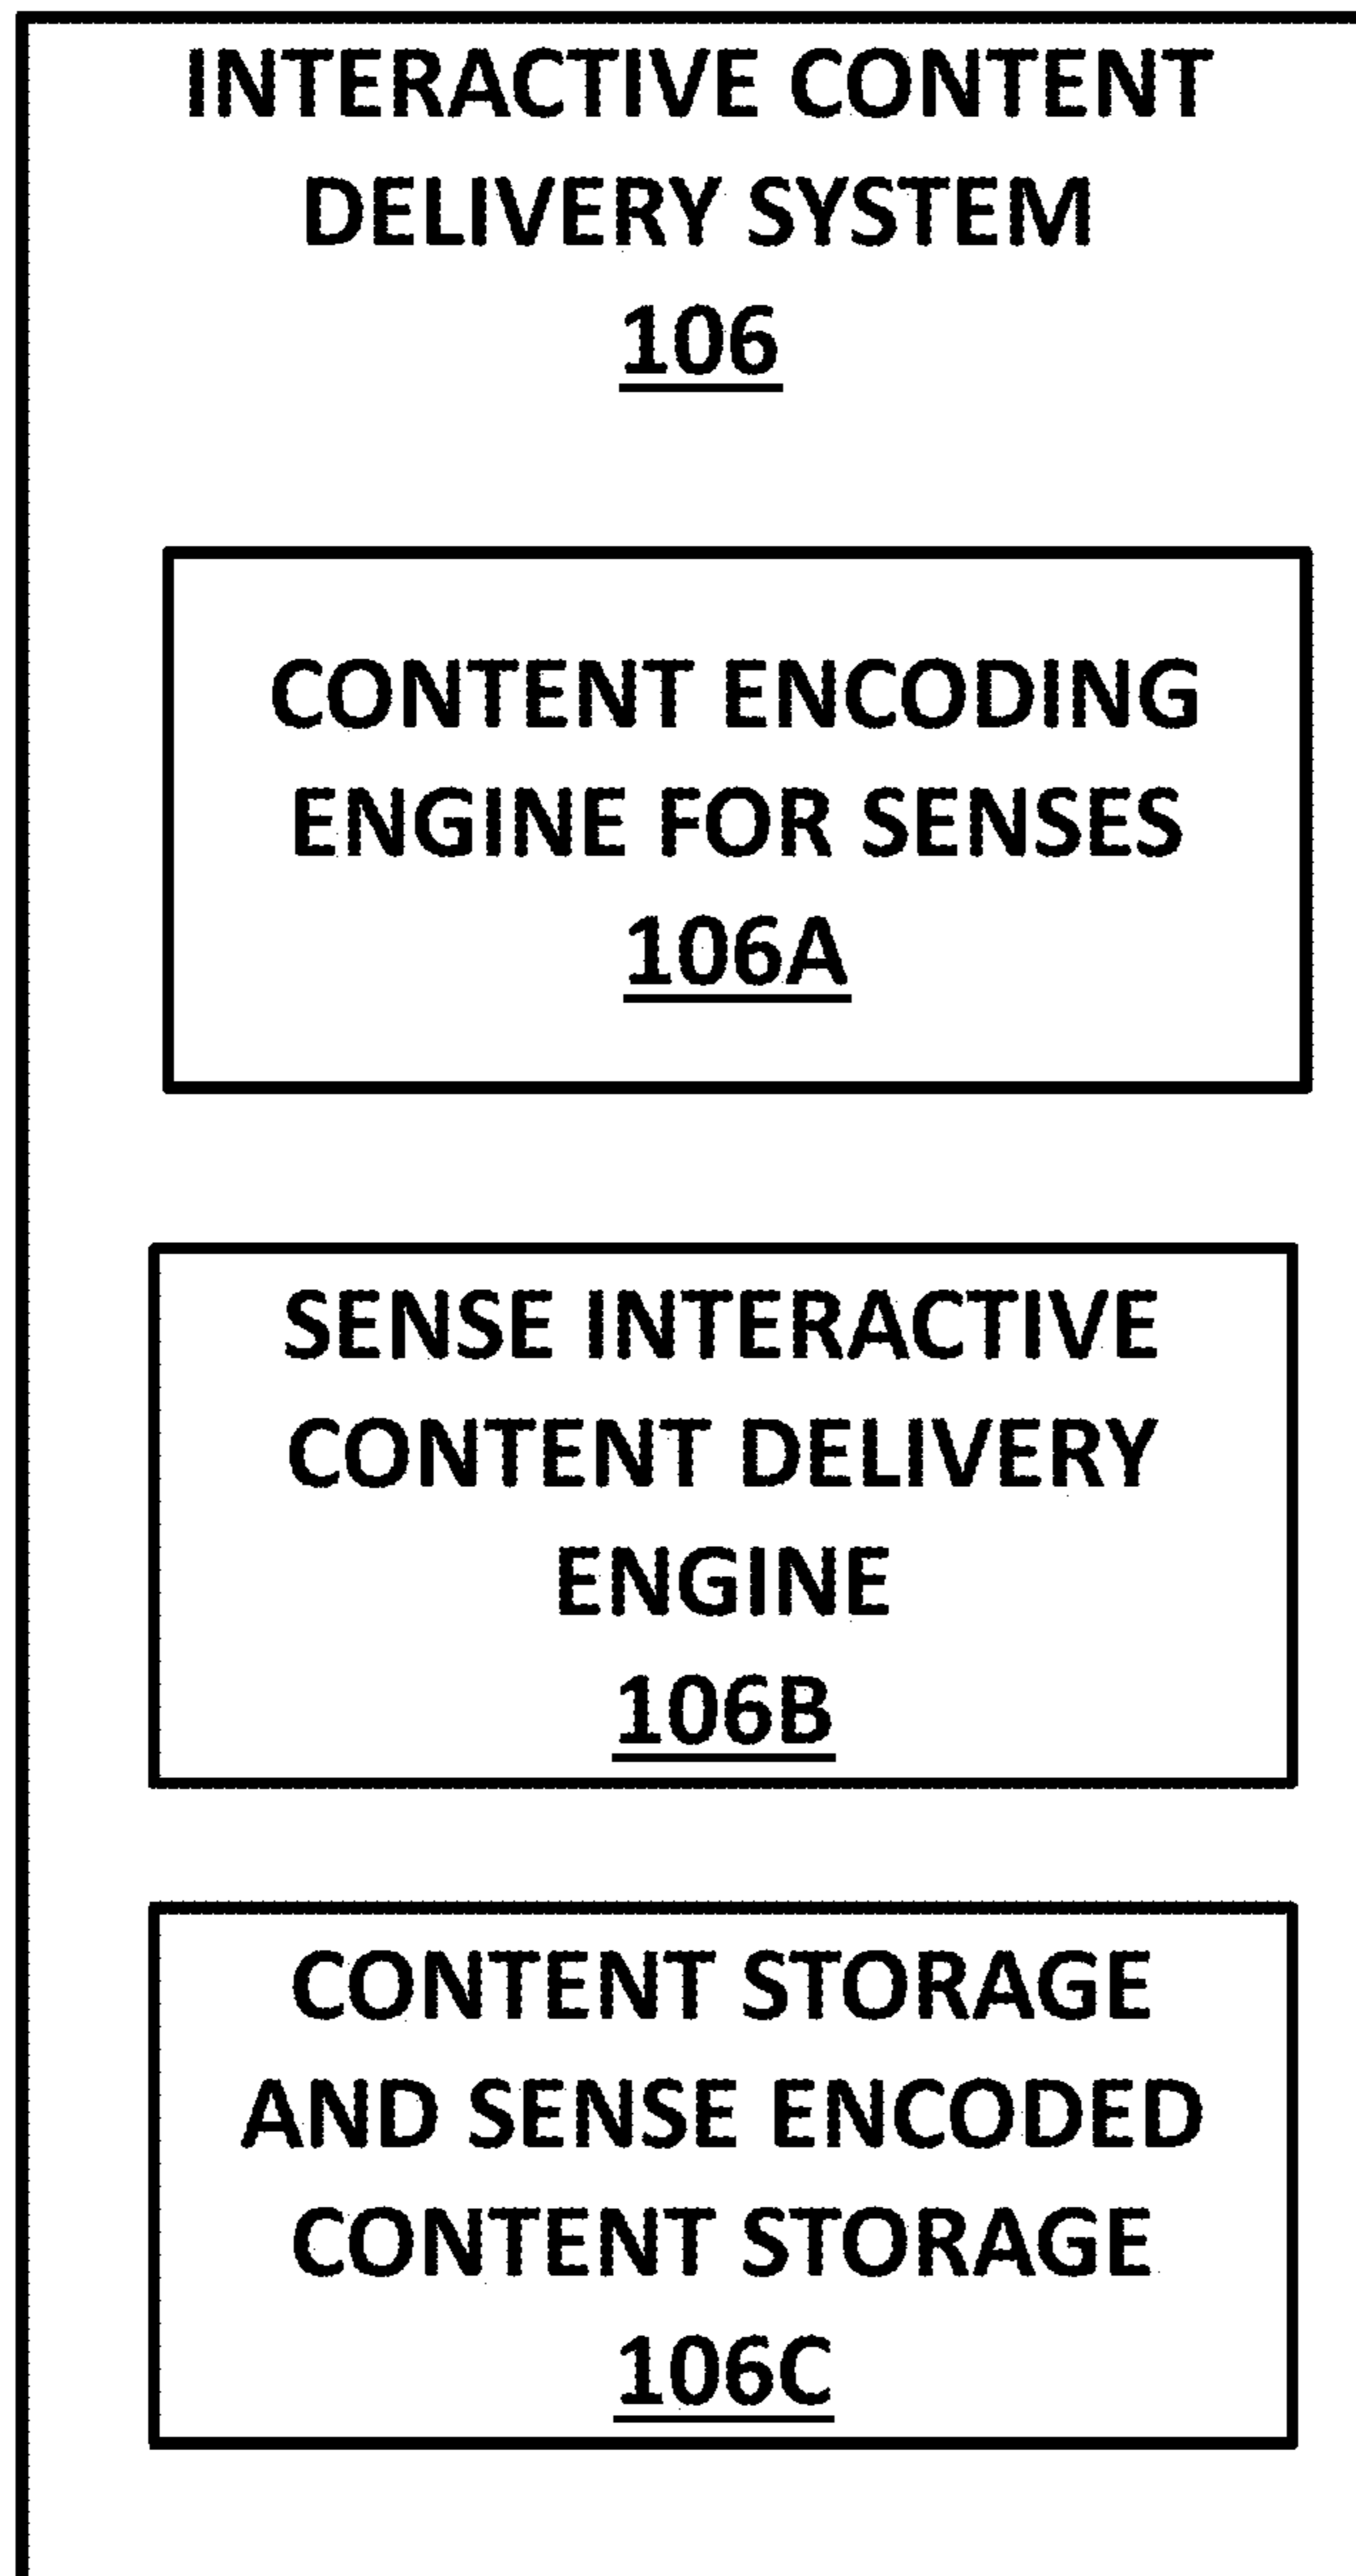 INTERACTIVE CONTENT
DELIVERY SYSTEM
106
CONTENT ENCODING
ENGINE FOR SENSES
106A
SENSE INTERACTIVE
CONTENT DELIVERY
ENGINE
106B
CONTENT STORAGE
AND SENSE ENCODED
CONTENT STORAGE
106C